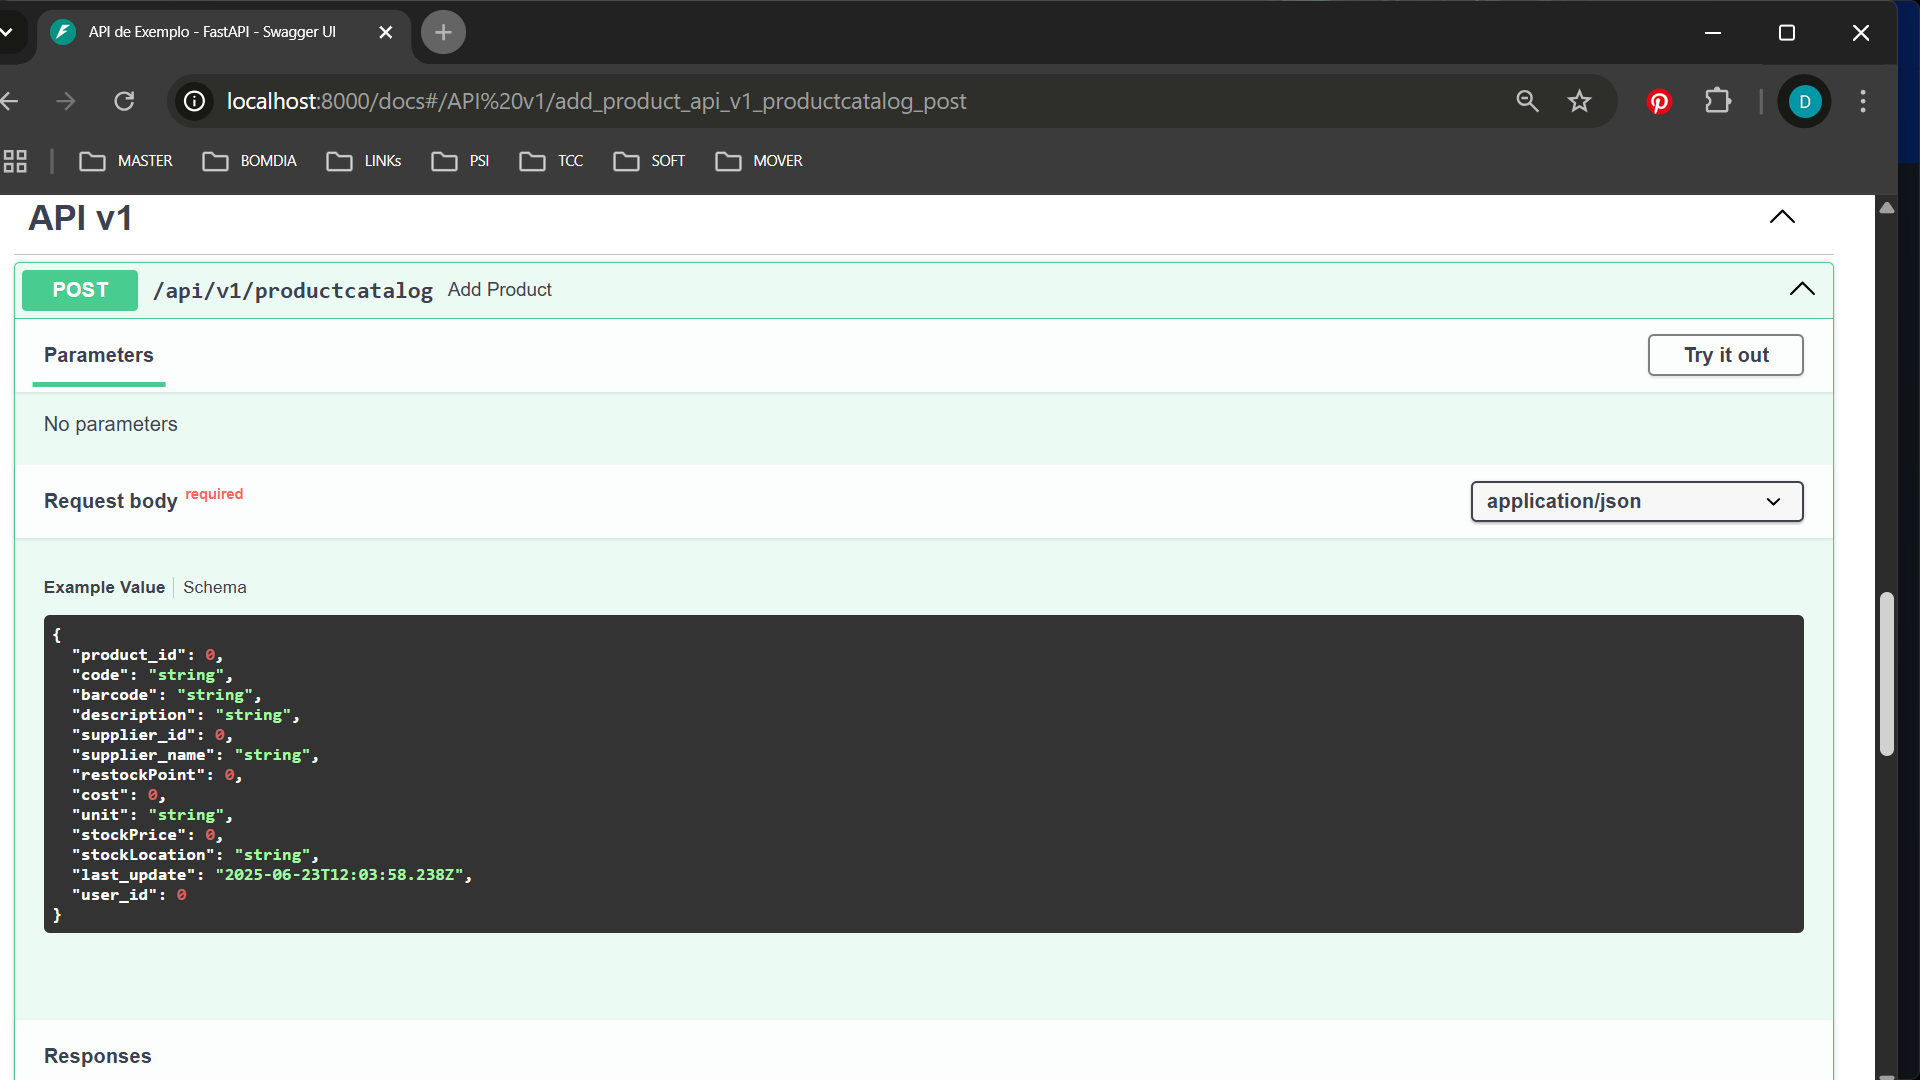 API de Exemplo - FastAPI - Swagger UI
localhost:8000/docs#/API%20v1/add_product_api_v1_productcatalog_post
D
MASTER BOMDIA LINKs PSI TCC SOFT MOVER
API v1
POST /api/v1/productcatalog Add Product
Parameters Try it out
No parameters
Request body required application/json
Example Value Schema
{
  "product_id": 0,
  "code": "string",
  "barcode": "string",
  "description": "string",
  "supplier_id": 0,
  "supplier_name": "string",
  "restockPoint": 0,
  "cost": 0,
  "unit": "string",
  "stockPrice": 0,
  "stockLocation": "string",
  "last_update": "2025-06-23T12:03:58.238Z",
  "user_id": 0
}
Responses